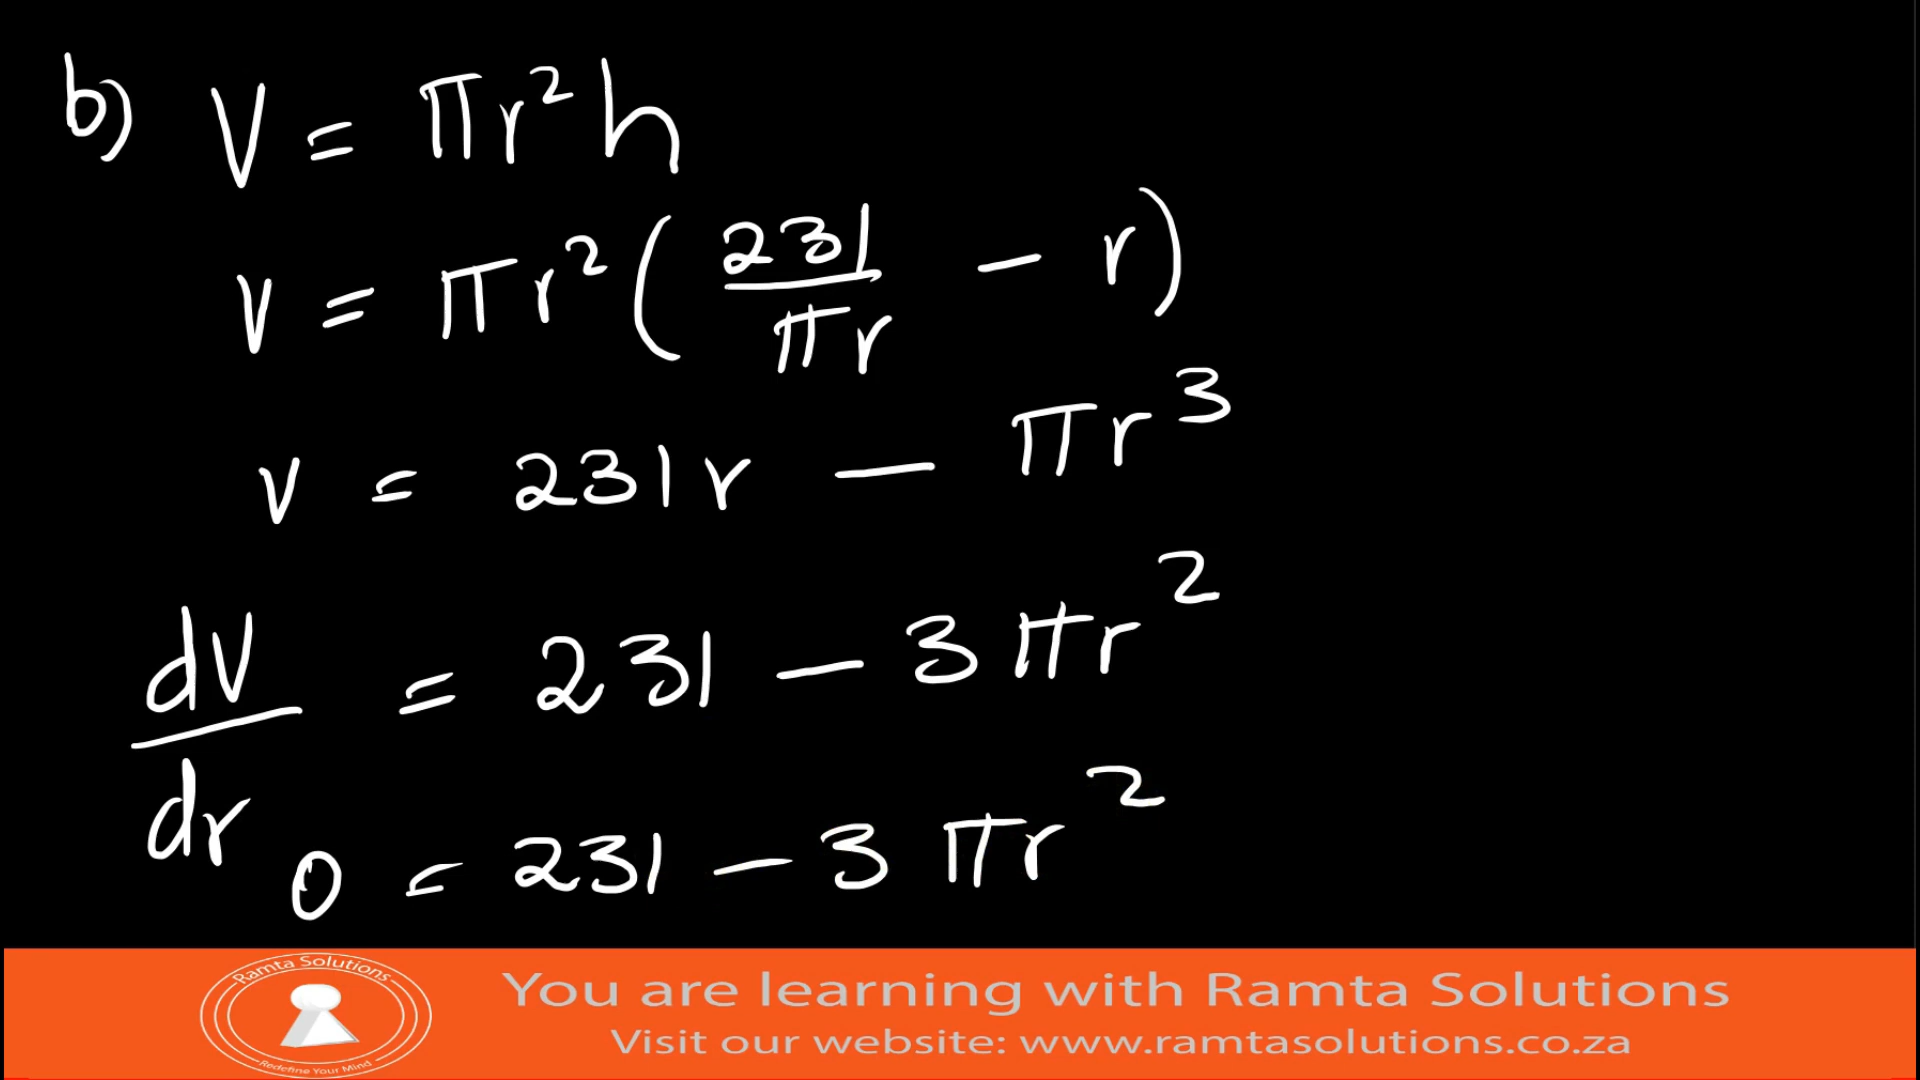 b) V = πr²h
V = πr²(231/πr - r)
V = 231r - πr³
dV/dr = 231 - 3πr²
0 = 231 - 3πr²
Ramta Solutions
Redefine Your Mind
You are learning with Ramta Solutions
Visit our website: www.ramtasolutions.co.za